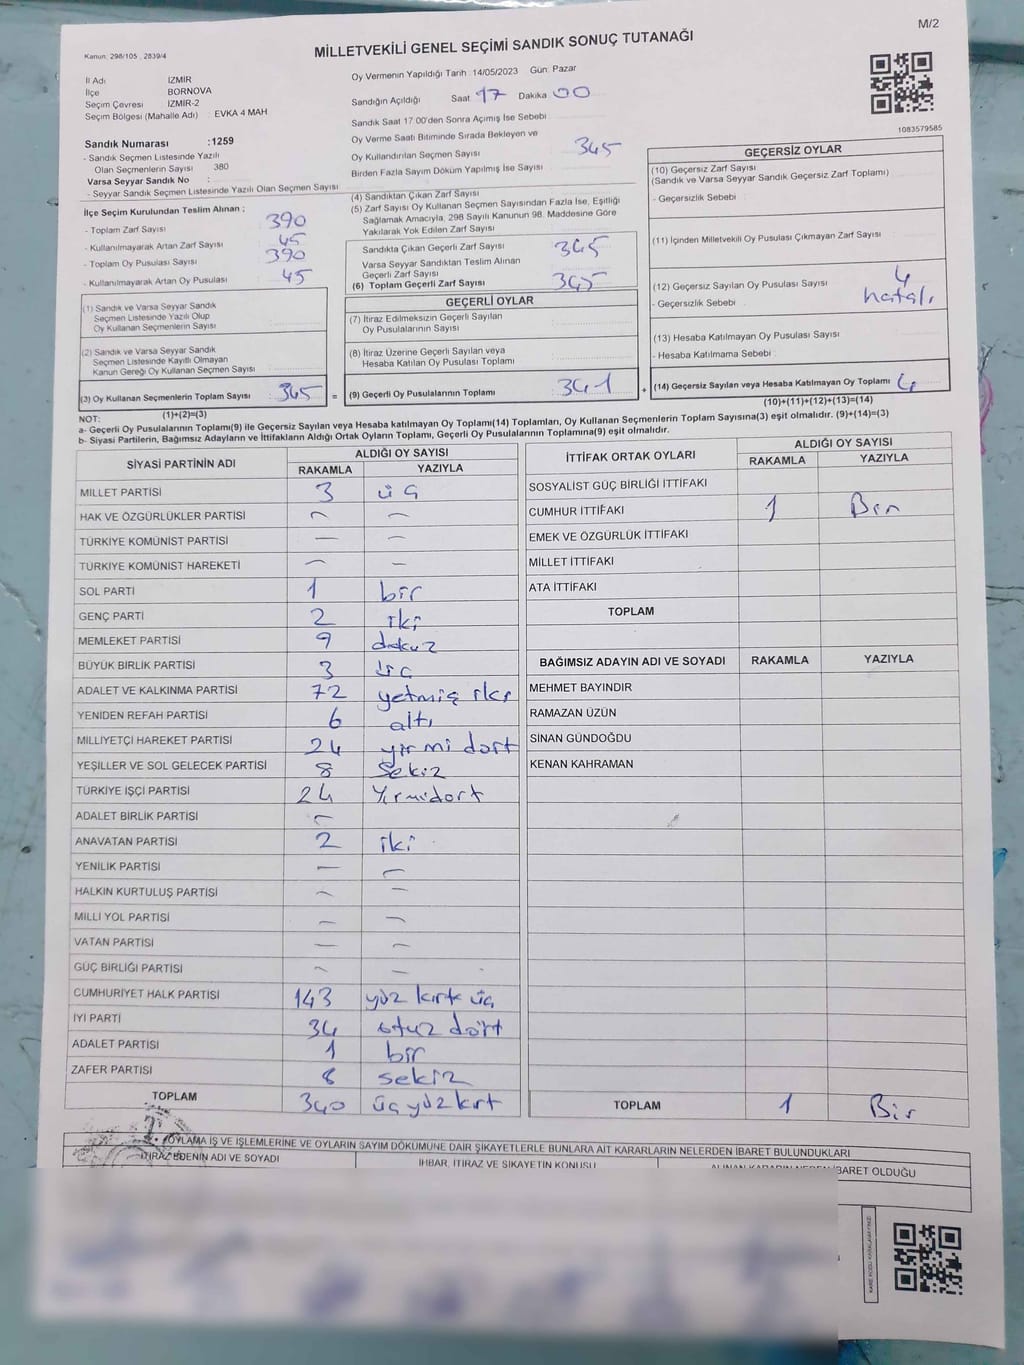 M/2
Kanun: 298/105 , 2839/4
MİLLETVEKİLİ GENEL SEÇİMİ SANDIK SONUÇ TUTANAĞI
İl Adı İZMİR
İlçe BORNOVA
Seçim Çevresi İZMİR-2
Seçim Bölgesi (Mahalle Adı) : EVKA 4 MAH
Sandık Numarası :1259
- Sandık Seçmen Listesinde Yazılı
Olan Seçmenlerin Sayısı : 380
Varsa Seyyar Sandık No :
- Seyyar Sandık Seçmen Listesinde Yazılı Olan Seçmen Sayısı :
İlçe Seçim Kurulundan Teslim Alınan ;
- Toplam Zarf Sayısı : 390
- Kullanılmayarak Artan Zarf Sayısı : 45
- Toplam Oy Pusulası Sayısı : 390
- Kullanılmayarak Artan Oy Pusulası : 45
(1) Sandık ve Varsa Seyyar Sandık
Seçmen Listesinde Yazılı Olup
Oy Kullanan Seçmenlerin Sayısı :
(2) Sandık ve Varsa Seyyar Sandık
Seçmen Listesinde Kayıtlı Olmayan
Kanun Gereği Oy Kullanan Seçmen Sayısı :
(3) Oy Kullanan Seçmenlerin Toplam Sayısı : 345
(1)+(2)=(3)
Oy Vermenin Yapıldığı Tarih : 14/05/2023 Gün: Pazar
Sandığın Açıldığı Saat 17 Dakika 00
Sandık Saat 17:00'den Sonra Açımış İse Sebebi :
Oy Verme Saati Bitiminde Sırada Bekleyen ve
Oy Kullandırılan Seçmen Sayısı : 345
Birden Fazla Sayım Döküm Yapılmış İse Sayısı :
(4) Sandıktan Çıkan Zarf Sayısı
(5) Zarf Sayısı Oy Kullanan Seçmen Sayısından Fazla İse, Eşitliği
Sağlamak Amacıyla, 298 Sayılı Kanunun 98. Maddesine Göre
Yakılarak Yok Edilen Zarf Sayısı :
Sandıkta Çıkan Geçerli Zarf Sayısı : 345
Varsa Seyyar Sandıktan Teslim Alınan
Geçerli Zarf Sayısı :
(6) Toplam Geçerli Zarf Sayısı : 345
GEÇERLİ OYLAR
(7) İtiraz Edilmeksizin Geçerli Sayılan
Oy Pusulalarının Sayısı :
(8) İtiraz Üzerine Geçerli Sayılan veya
Hesaba Katılan Oy Pusulası Toplamı :
= (9) Geçerli Oy Pusulalarının Toplamı : 341 +
1083579585
GEÇERSİZ OYLAR
(10) Geçersiz Zarf Sayısı
(Sandık ve Varsa Seyyar Sandık Geçersiz Zarf Toplamı) :
- Geçersizlik Sebebi :
(11) İçinden Milletvekili Oy Pusulası Çıkmayan Zarf Sayısı :
(12) Geçersiz Sayılan Oy Pusulası Sayısı : 4
- Geçersizlik Sebebi : hatalı
(13) Hesaba Katılmayan Oy Pusulası Sayısı :
- Hesaba Katılmama Sebebi :
(14) Geçersiz Sayılan veya Hesaba Katılmayan Oy Toplamı : 4
(10)+(11)+(12)+(13)=(14)
NOT:
a- Geçerli Oy Pusulalarının Toplamı(9) ile Geçersiz Sayılan veya Hesaba Katılmayan Oy Toplamı(14) Toplamları, Oy Kullanan Seçmenlerin Toplam Sayısına(3) eşit olmalıdır. (9)+(14)=(3)
b- Siyasi Partilerin, Bağımsız Adayların ve İttifakların Aldığı Ortak Oyların Toplamı, Geçerli Oy Pusulalarının Toplamına(9) eşit olmalıdır.
SİYASİ PARTİNİN ADI ALDIĞI OY SAYISI
RAKAMLA YAZIYLA
MİLLET PARTİSİ 3 üç
HAK VE ÖZGÜRLÜKLER PARTİSİ — —
TÜRKİYE KOMÜNİST PARTİSİ — —
TÜRKİYE KOMÜNİST HAREKETİ — —
SOL PARTİ 1 bir
GENÇ PARTİ 2 iki
MEMLEKET PARTİSİ 9 dokuz
BÜYÜK BİRLİK PARTİSİ 3 üç
ADALET VE KALKINMA PARTİSİ 72 yetmiş iki
YENİDEN REFAH PARTİSİ 6 altı
MİLLİYETÇİ HAREKET PARTİSİ 24 yirmi dört
YEŞİLLER VE SOL GELECEK PARTİSİ 8 Sekiz
TÜRKİYE İŞÇİ PARTİSİ 24 Yirmidört
ADALET BİRLİK PARTİSİ —
ANAVATAN PARTİSİ 2 iki
YENİLİK PARTİSİ — —
HALKIN KURTULUŞ PARTİSİ — —
MİLLİ YOL PARTİSİ — —
VATAN PARTİSİ — —
GÜÇ BİRLİĞİ PARTİSİ — —
CUMHURİYET HALK PARTİSİ 143 yüz kırk üç
İYİ PARTİ 34 otuz dört
ADALET PARTİSİ 1 bir
ZAFER PARTİSİ 8 sekiz
TOPLAM 340 üç yüz kırt
İTTİFAK ORTAK OYLARI ALDIĞI OY SAYISI
RAKAMLA YAZIYLA
SOSYALİST GÜÇ BİRLİĞİ İTTİFAKI
CUMHUR İTTİFAKI 1 Bir
EMEK VE ÖZGÜRLÜK İTTİFAKI
MİLLET İTTİFAKI
ATA İTTİFAKI
TOPLAM
BAĞIMSIZ ADAYIN ADI VE SOYADI RAKAMLA YAZIYLA
MEHMET BAYINDIR
RAMAZAN ÜZÜN
SİNAN GÜNDOĞDU
KENAN KAHRAMAN
TOPLAM 1 Bir
OYLAMA İŞ VE İŞLEMLERİNE VE OYLARIN SAYIM DÖKÜMÜNE DAİR ŞİKAYETLERLE BUNLARA AİT KARARLARIN NELERDEN İBARET BULUNDUKLARI
İTİRAZ EDENİN ADI VE SOYADI
İHBAR, İTİRAZ VE ŞİKAYETİN KONUSU
ALINAN KARARIN NEDEN İBARET OLDUĞU